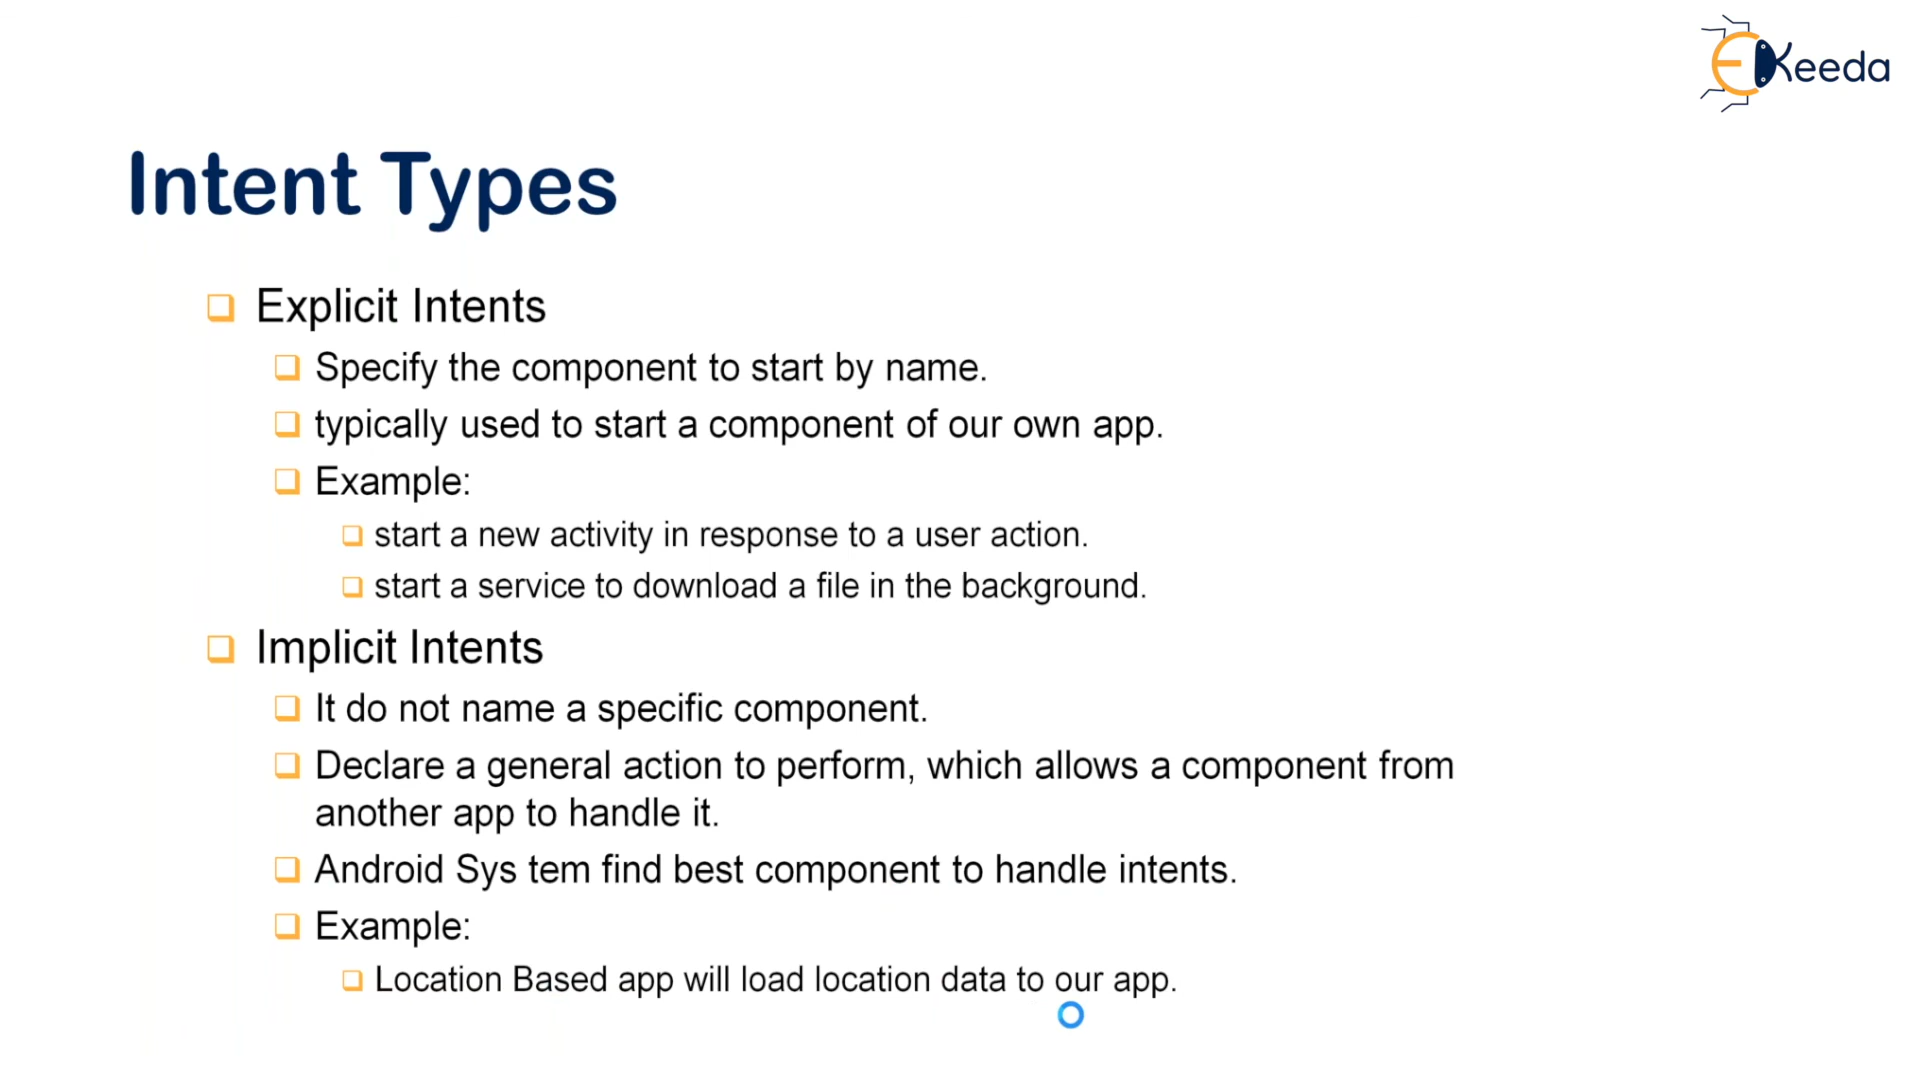 EKeeda
Intent Types
Explicit Intents
Specify the component to start by name.
typically used to start a component of our own app.
Example:
start a new activity in response to a user action.
start a service to download a file in the background.
Implicit Intents
It do not name a specific component.
Declare a general action to perform, which allows a component from
another app to handle it.
Android Sys tem find best component to handle intents.
Example:
Location Based app will load location data to our app.